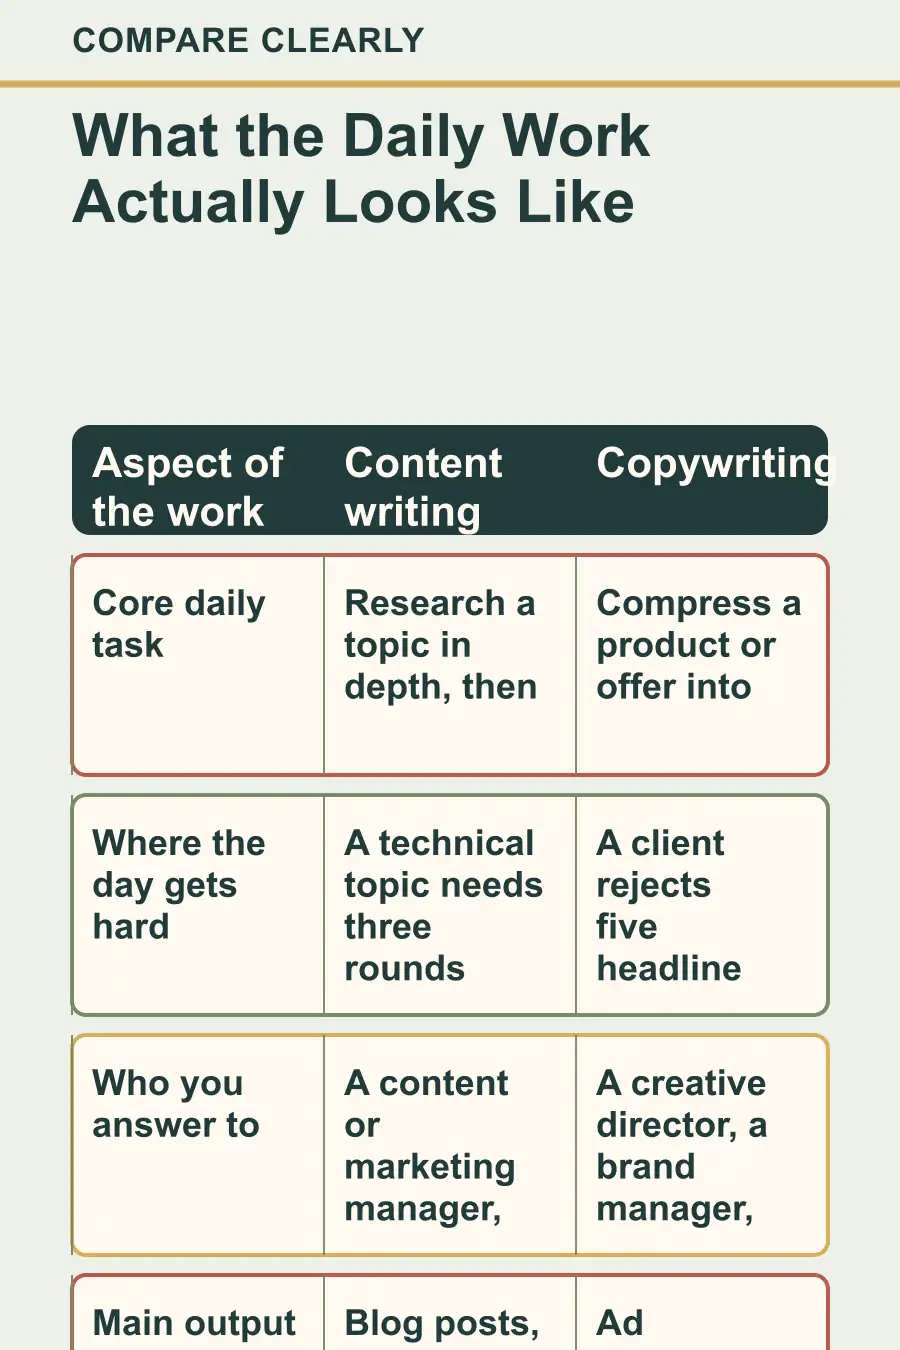 COMPARE CLEARLY
What the Daily Work
Actually Looks Like
Aspect of
the work
Content
writing
Copywriting
Core daily
task
Research a
topic in
depth, then
Compress a
product or
offer into
Where the
day gets
hard
A technical
topic needs
three
rounds
A client
rejects
five
headline
Who you
answer to
A content
or
marketing
manager,
A creative
director, a
brand
manager,
Main output
Blog posts,
Ad